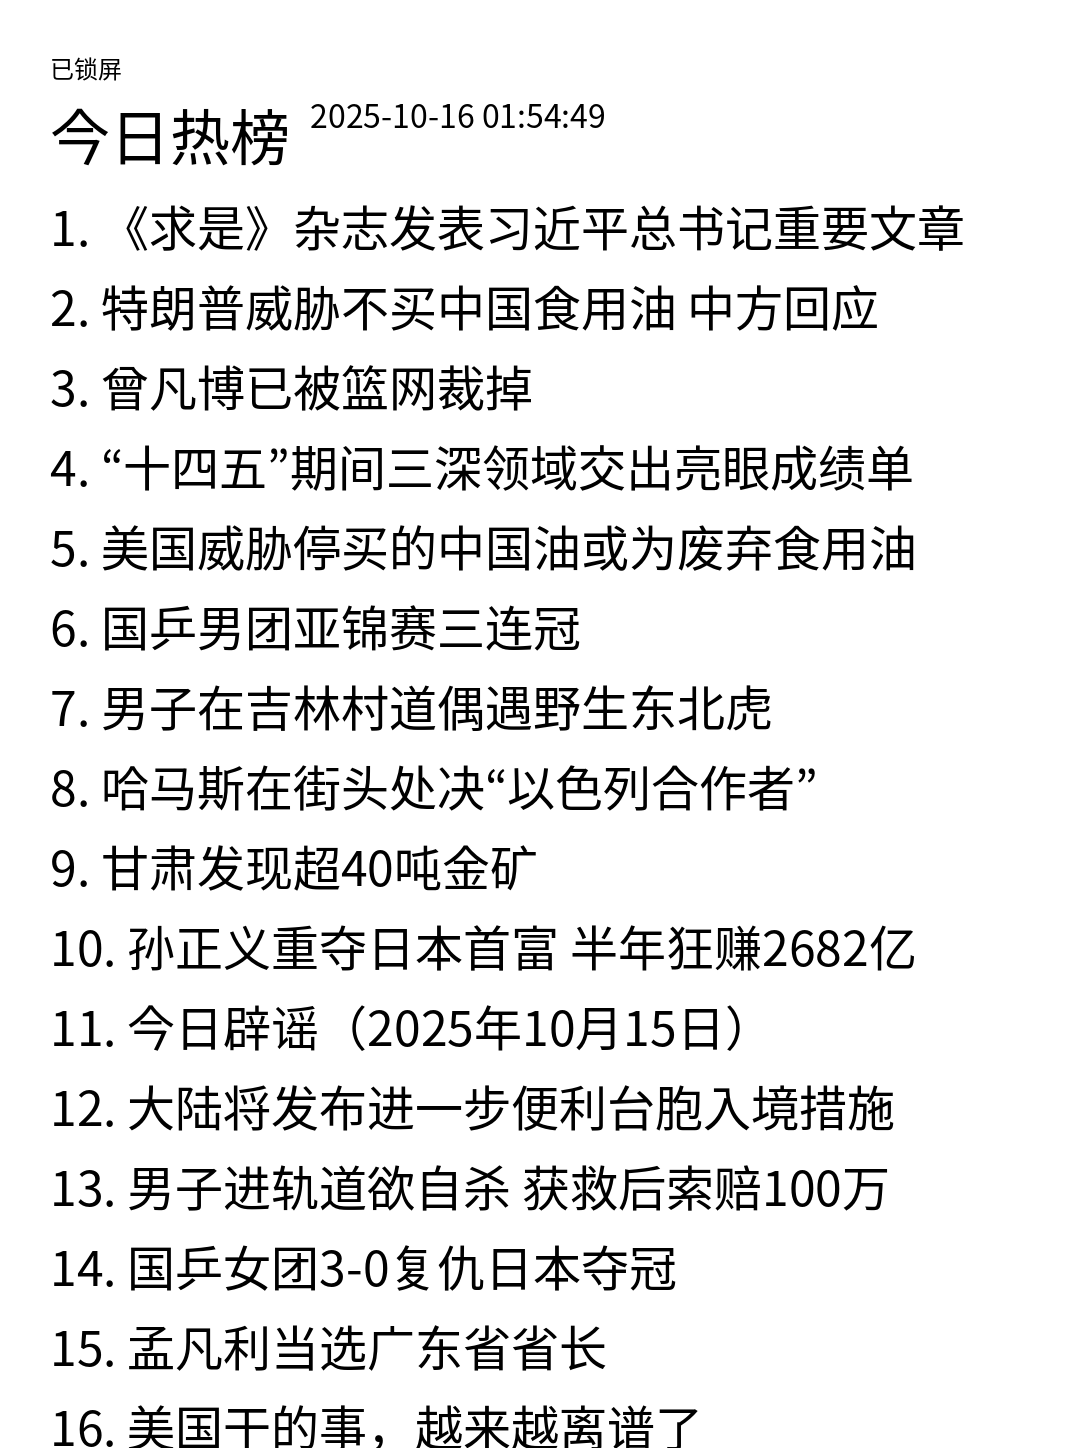 已锁屏
今日热榜 2025-10-16 01:54:49
1. 《求是》杂志发表习近平总书记重要文章
2. 特朗普威胁不买中国食用油 中方回应
3. 曾凡博已被篮网裁掉
4. “十四五”期间三深领域交出亮眼成绩单
5. 美国威胁停买的中国油或为废弃食用油
6. 国乒男团亚锦赛三连冠
7. 男子在吉林村道偶遇野生东北虎
8. 哈马斯在街头处决“以色列合作者”
9. 甘肃发现超40吨金矿
10. 孙正义重夺日本首富 半年狂赚2682亿
11. 今日辟谣（2025年10月15日）
12. 大陆将发布进一步便利台胞入境措施
13. 男子进轨道欲自杀 获救后索赔100万
14. 国乒女团3-0复仇日本夺冠
15. 孟凡利当选广东省省长
16. 美国干的事，越来越离谱了